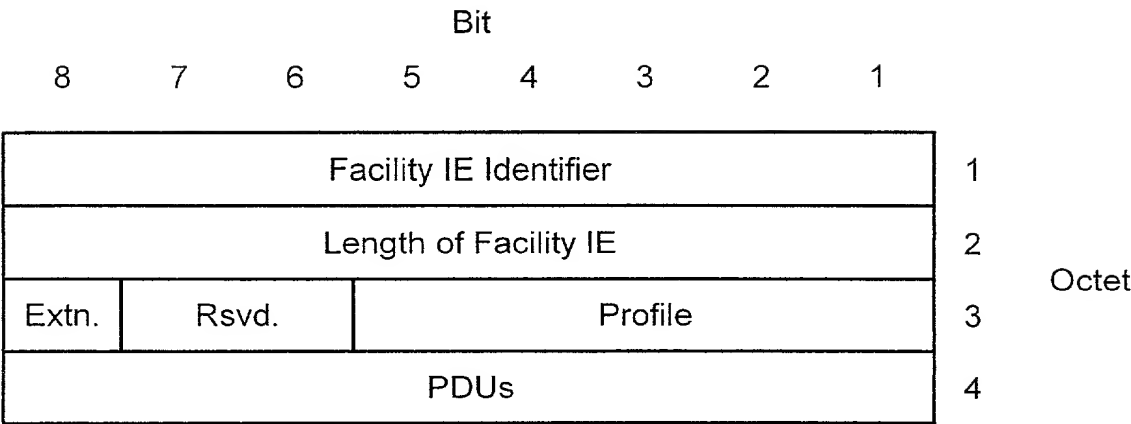 Bit
8 7 6 5 4 3 2 1
Facility IE Identifier 1
Length of Facility IE 2
Octet
Extn. Rsvd. Profile 3
PDUs 4